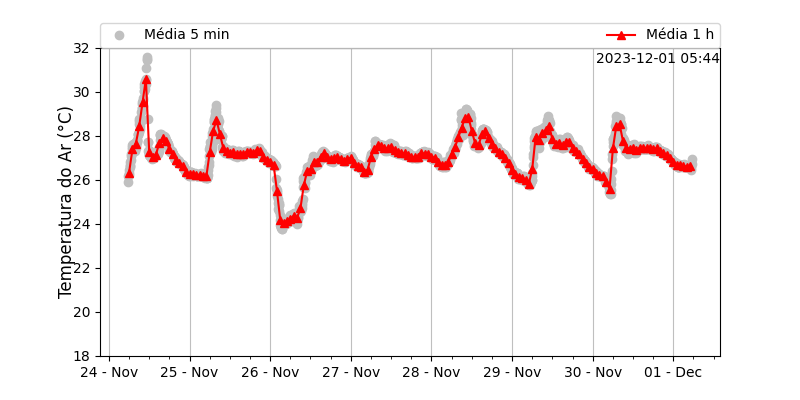 Média 5 min
Média 1 h
2023-12-01 05:44
Temperatura do Ar (°C)
32
30
28
26
24
22
20
18
24 - Nov
25 - Nov
26 - Nov
27 - Nov
28 - Nov
29 - Nov
30 - Nov
01 - Dec